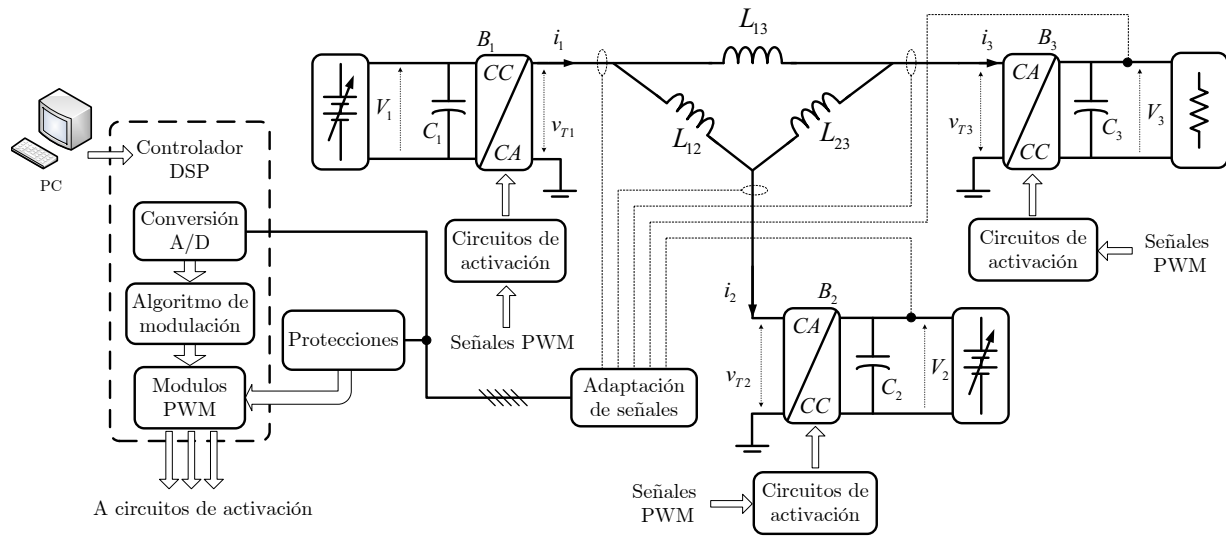 L13
i1
B1
CC
CA
V1
C1
vT1
L12
L23
i3
B3
CA
CC
vT3
C3
V3
PC
Controlador
DSP
Conversión
A/D
Algoritmo de
modulación
Modulos
PWM
A circuitos de activación
Protecciones
Circuitos de
activación
Señales PWM
Adaptación
de señales
i2
B2
CA
CC
vT2
C2
V2
Circuitos de
activación
Señales
PWM
Circuitos de
activación
Señales
PWM